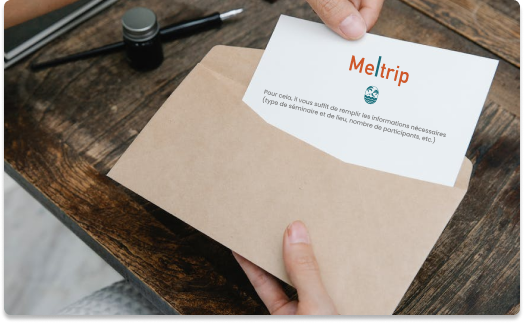 Meltrip
Pour cela, il vous suffit de remplir les informations nécessaires
(type de séminaire et de lieu, nombre de participants, etc.)